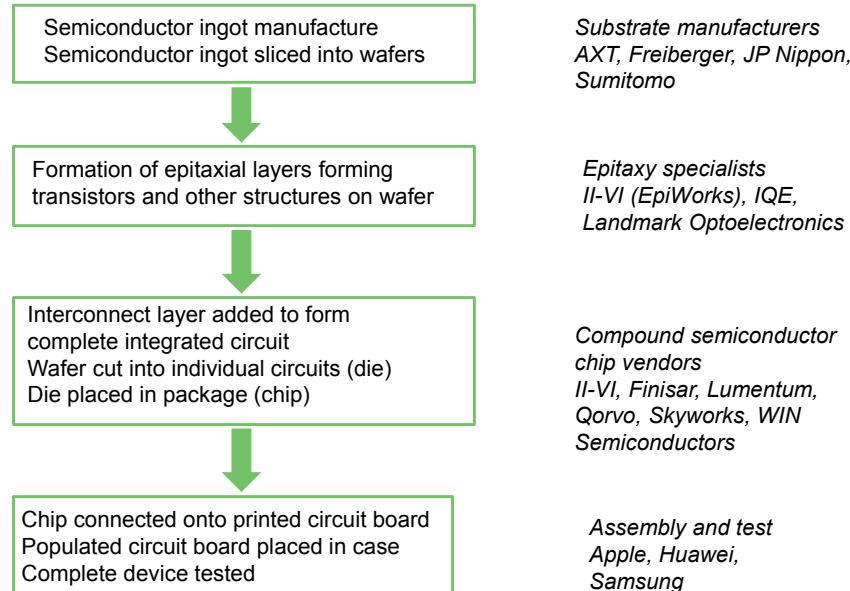 Semiconductor ingot manufacture
Semiconductor ingot sliced into wafers
Substrate manufacturers
AXT, Freiberger, JP Nippon,
Sumitomo
Formation of epitaxial layers forming
transistors and other structures on wafer
Epitaxy specialists
II-VI (EpiWorks), IQE,
Landmark Optoelectronics
Interconnect layer added to form
complete integrated circuit
Wafer cut into individual circuits (die)
Die placed in package (chip)
Compound semiconductor
chip vendors
II-VI, Finisar, Lumentum,
Qorvo, Skyworks, WIN
Semiconductors
Chip connected onto printed circuit board
Populated circuit board placed in case
Complete device tested
Assembly and test
Apple, Huawei,
Samsung